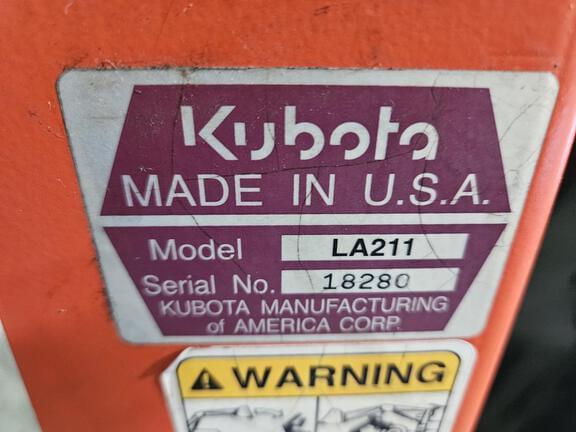 Kubota
MADE IN U.S.A.
Model LA211
Serial No. 18280
KUBOTA MANUFACTURING
of AMERICA CORP.
WARNING